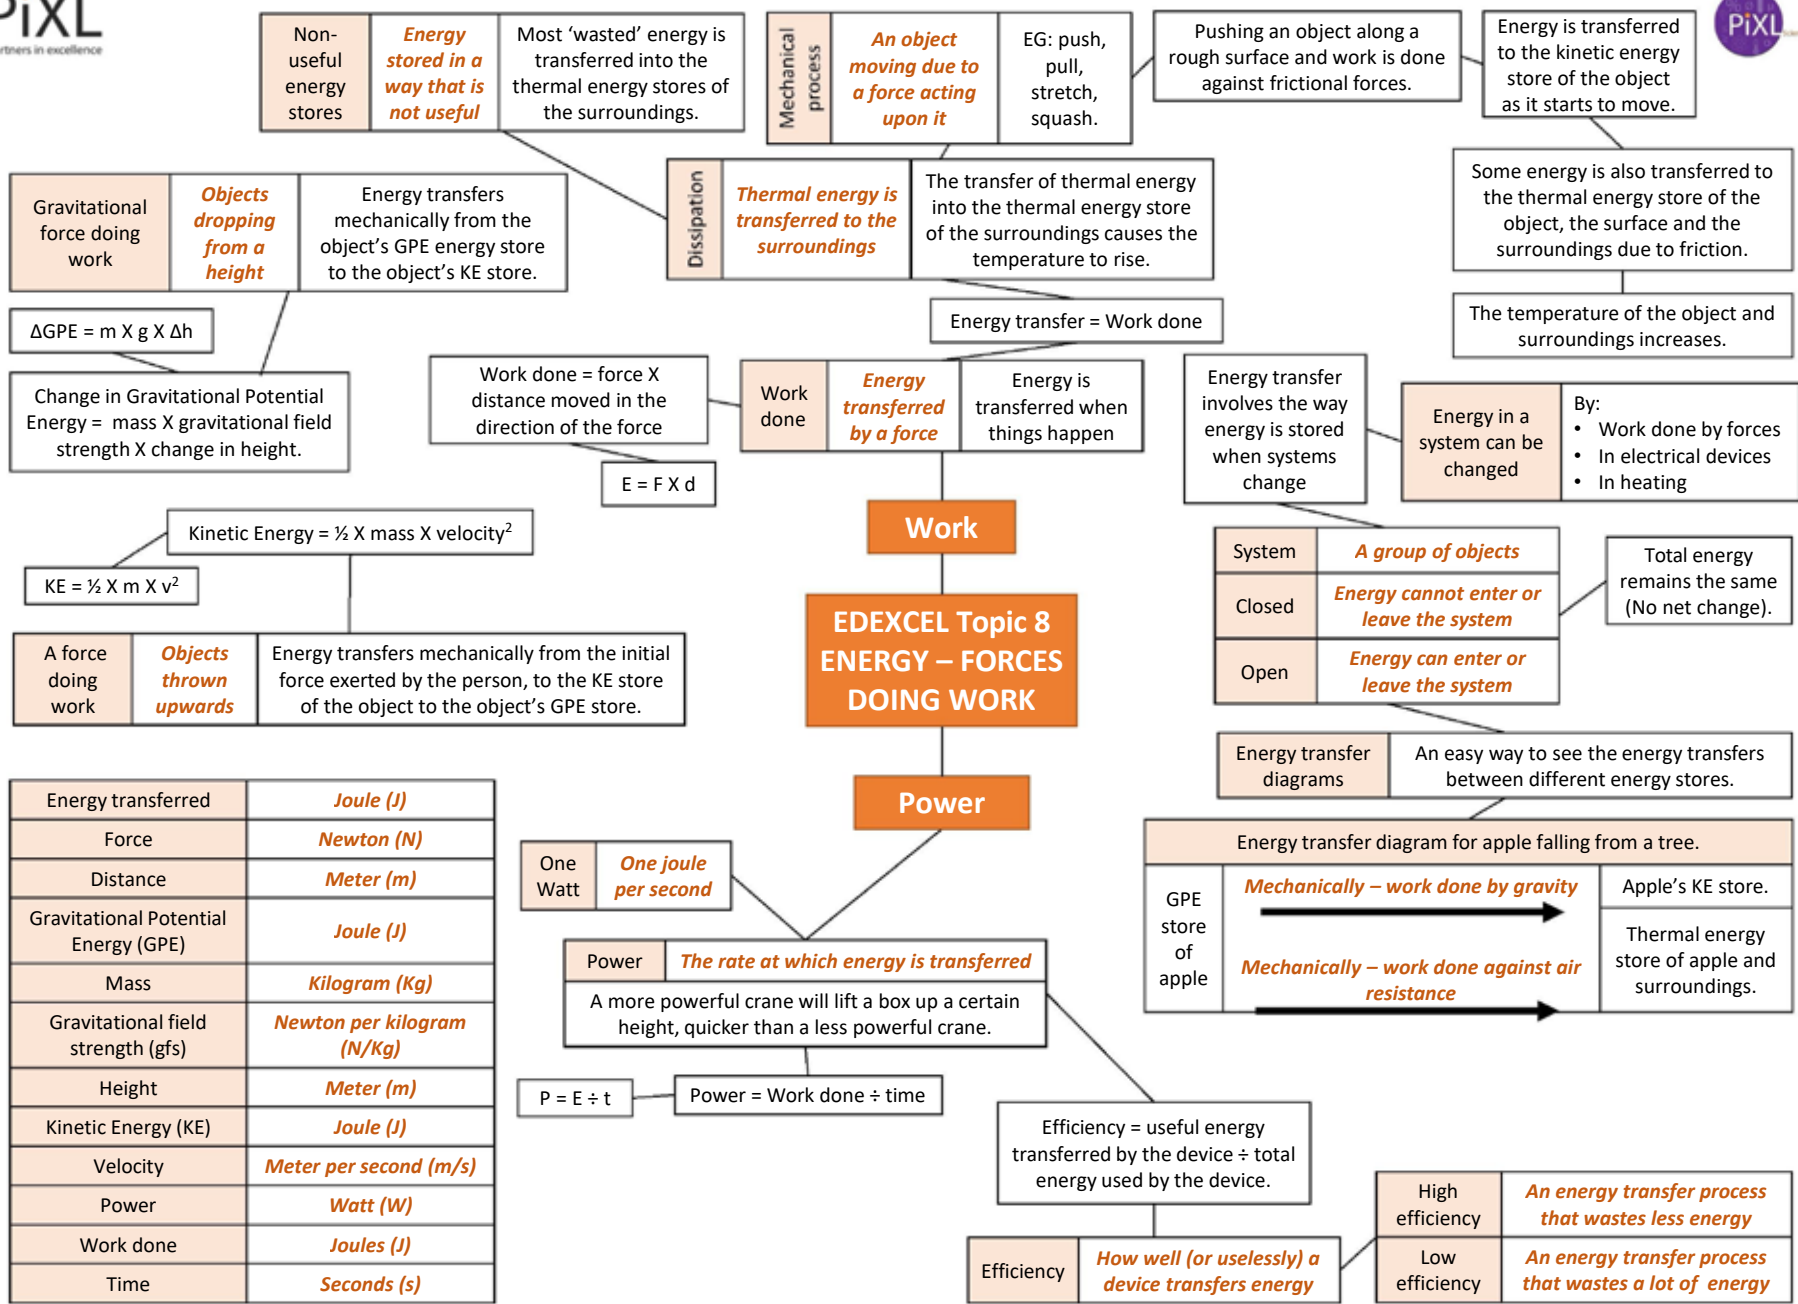 PiXL
partners in excellence
Non-
useful
energy
stores
Energy
stored in a
way that is
not useful
Most ‘wasted’ energy is
transferred into the
thermal energy stores of
the surroundings.
Mechanical
process
An object
moving due to
a force acting
upon it
EG: push,
pull,
stretch,
squash.
Pushing an object along a
rough surface and work is done
against frictional forces.
Energy is transferred
to the kinetic energy
store of the object
as it starts to move.
PiXL
Gravitational
force doing
work
Objects
dropping
from a
height
Energy transfers
mechanically from the
object’s GPE energy store
to the object’s KE store.
Dissipation
Thermal energy is
transferred to the
surroundings
The transfer of thermal energy
into the thermal energy store
of the surroundings causes the
temperature to rise.
Some energy is also transferred to
the thermal energy store of the
object, the surface and the
surroundings due to friction.
The temperature of the object and
surroundings increases.
ΔGPE = m X g X Δh
Change in Gravitational Potential
Energy = mass X gravitational field
strength X change in height.
Energy transfer = Work done
Work done = force X
distance moved in the
direction of the force
E = F X d
Work
done
Energy
transferred
by a force
Energy is
transferred when
things happen
Energy transfer
involves the way
energy is stored
when systems
change
Energy in a
system can be
changed
By:
• Work done by forces
• In electrical devices
• In heating
Work
Kinetic Energy = ½ X mass X velocity²
KE = ½ X m X v²
A force
doing
work
Objects
thrown
upwards
Energy transfers mechanically from the initial
force exerted by the person, to the KE store
of the object to the object’s GPE store.
EDEXCEL Topic 8
ENERGY – FORCES
DOING WORK
System
A group of objects
Closed
Energy cannot enter or
leave the system
Open
Energy can enter or
leave the system
Total energy
remains the same
(No net change).
Energy transfer
diagrams
An easy way to see the energy transfers
between different energy stores.
Power
Energy transfer diagram for apple falling from a tree.
GPE
store
of
apple
Mechanically – work done by gravity
Apple’s KE store.
Mechanically – work done against air
resistance
Thermal energy
store of apple and
surroundings.
Energy transferred
Joule (J)
Force
Newton (N)
Distance
Meter (m)
Gravitational Potential
Energy (GPE)
Joule (J)
Mass
Kilogram (Kg)
Gravitational field
strength (gfs)
Newton per kilogram
(N/Kg)
Height
Meter (m)
Kinetic Energy (KE)
Joule (J)
Velocity
Meter per second (m/s)
Power
Watt (W)
Work done
Joules (J)
Time
Seconds (s)
One
Watt
One joule
per second
Power
The rate at which energy is transferred
A more powerful crane will lift a box up a certain
height, quicker than a less powerful crane.
P = E ÷ t
Power = Work done ÷ time
Efficiency = useful energy
transferred by the device ÷ total
energy used by the device.
Efficiency
How well (or uselessly) a
device transfers energy
High
efficiency
An energy transfer process
that wastes less energy
Low
efficiency
An energy transfer process
that wastes a lot of energy